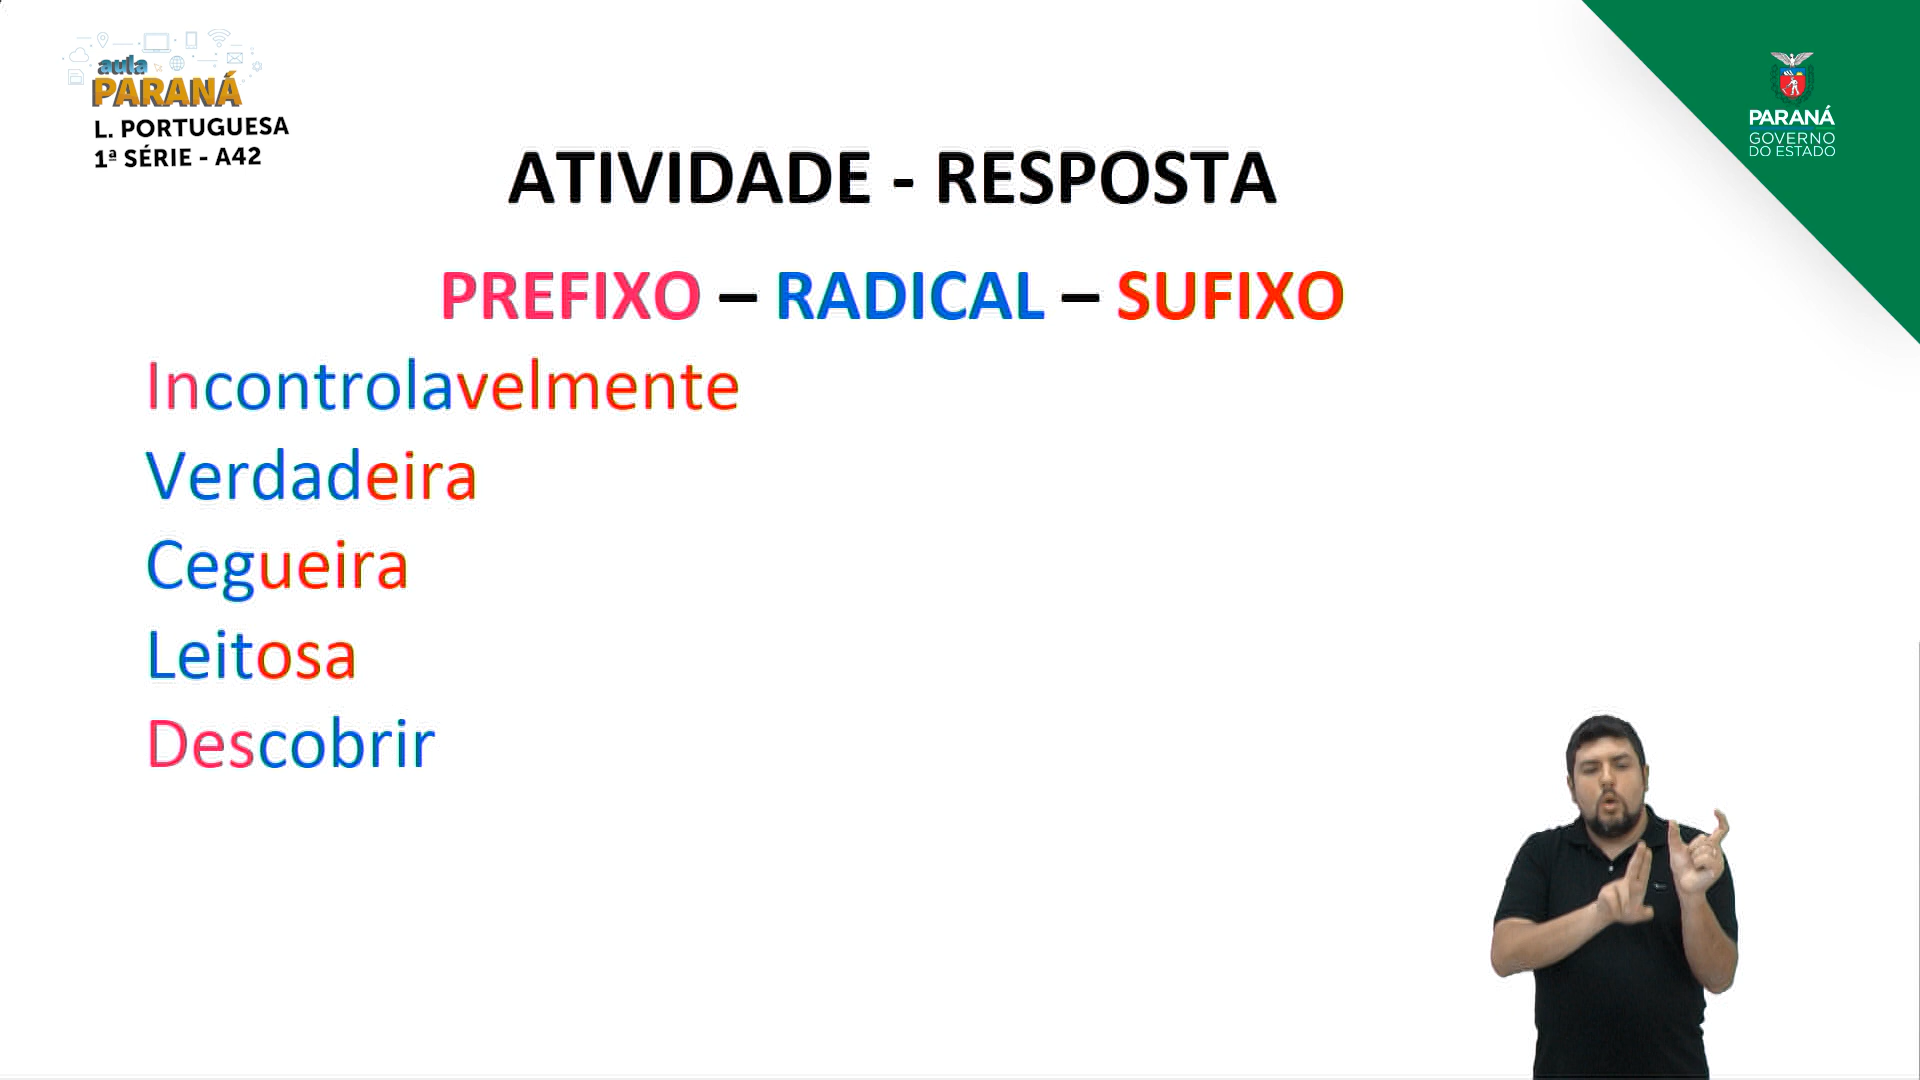 aula
PARANÁ
L. PORTUGUESA
1ª SÉRIE - A42
PARANÁ
GOVERNO
DO ESTADO
ATIVIDADE - RESPOSTA
PREFIXO – RADICAL – SUFIXO
Incontrolavelmente
Verdadeira
Cegueira
Leitosa
Descobrir